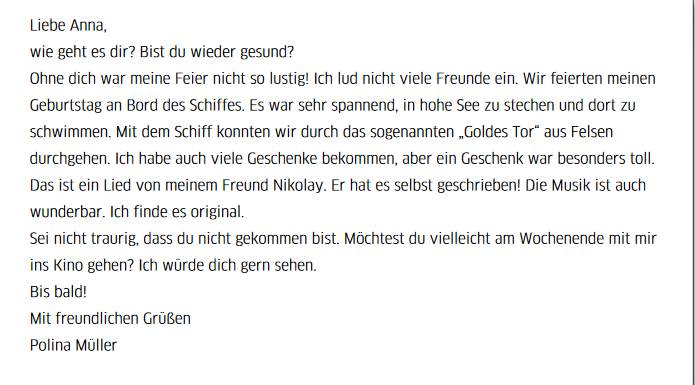 Liebe Anna,
wie geht es dir? Bist du wieder gesund?
Ohne dich war meine Feier nicht so lustig! Ich lud nicht viele Freunde ein. Wir feierten meinen
Geburtstag an Bord des Schiffes. Es war sehr spannend, in hohe See zu stechen und dort zu
schwimmen. Mit dem Schiff konnten wir durch das sogenannten „Goldes Tor“ aus Felsen
durchgehen. Ich habe auch viele Geschenke bekommen, aber ein Geschenk war besonders toll.
Das ist ein Lied von meinem Freund Nikolay. Er hat es selbst geschrieben! Die Musik ist auch
wunderbar. Ich finde es original.
Sei nicht traurig, dass du nicht gekommen bist. Möchtest du vielleicht am Wochenende mit mir
ins Kino gehen? Ich würde dich gern sehen.
Bis bald!
Mit freundlichen Grüßen
Polina Müller